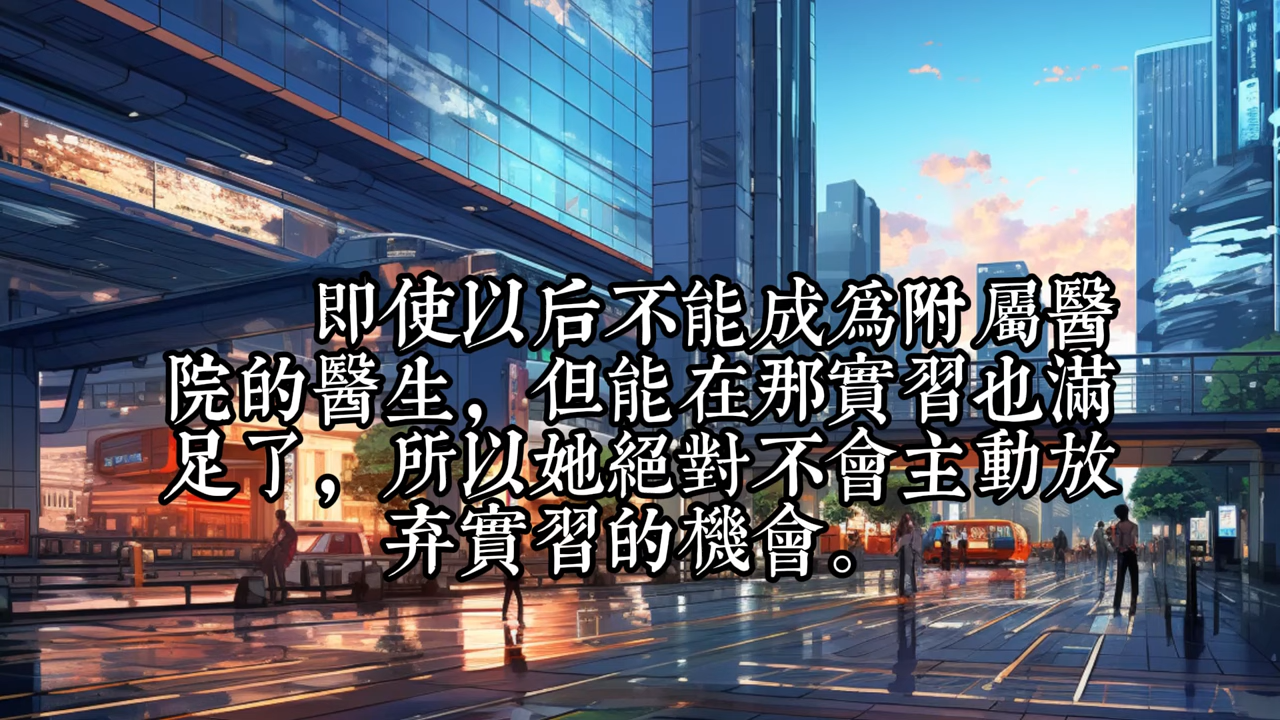 即使以后不能成爲附屬醫
院的醫生，但能在那實習也滿
足了，所以她絕對不會主動放
弃實習的機會。